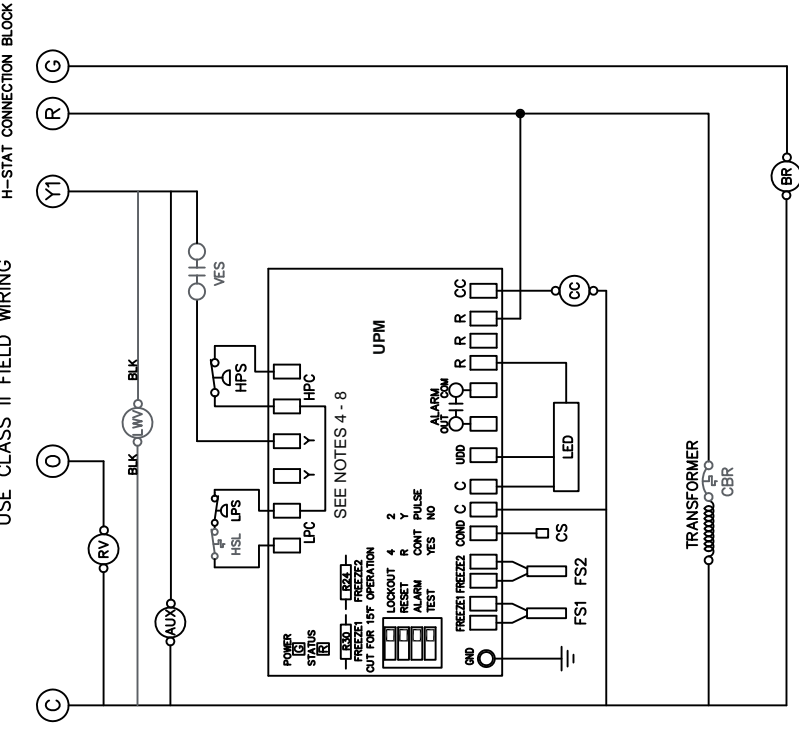 H-STAT CONNECTION BLOCK
USE CLASS II FIELD WIRING
C
O
Y1
R
G
RV
BLK
LWV
BLK
AUX
VES
HPS
HSL
LPS
LPC
Y
Y
HPC
SEE NOTES 4 - 8
UPM
POWER
G
STATUS
R
R30
R24
FREEZE1
FREEZE2
CUT FOR 15°F OPERATION
LOCKOUT 4 2
RESET R Y
ALARM CONT PULSE
TEST YES NO
ALARM
OUT COM
GND
FREEZE1
FREEZE2
COND
C
C
UDD
R
R
R
CC
FS1
FS2
CS
LED
CC
TRANSFORMER
CBR
BR